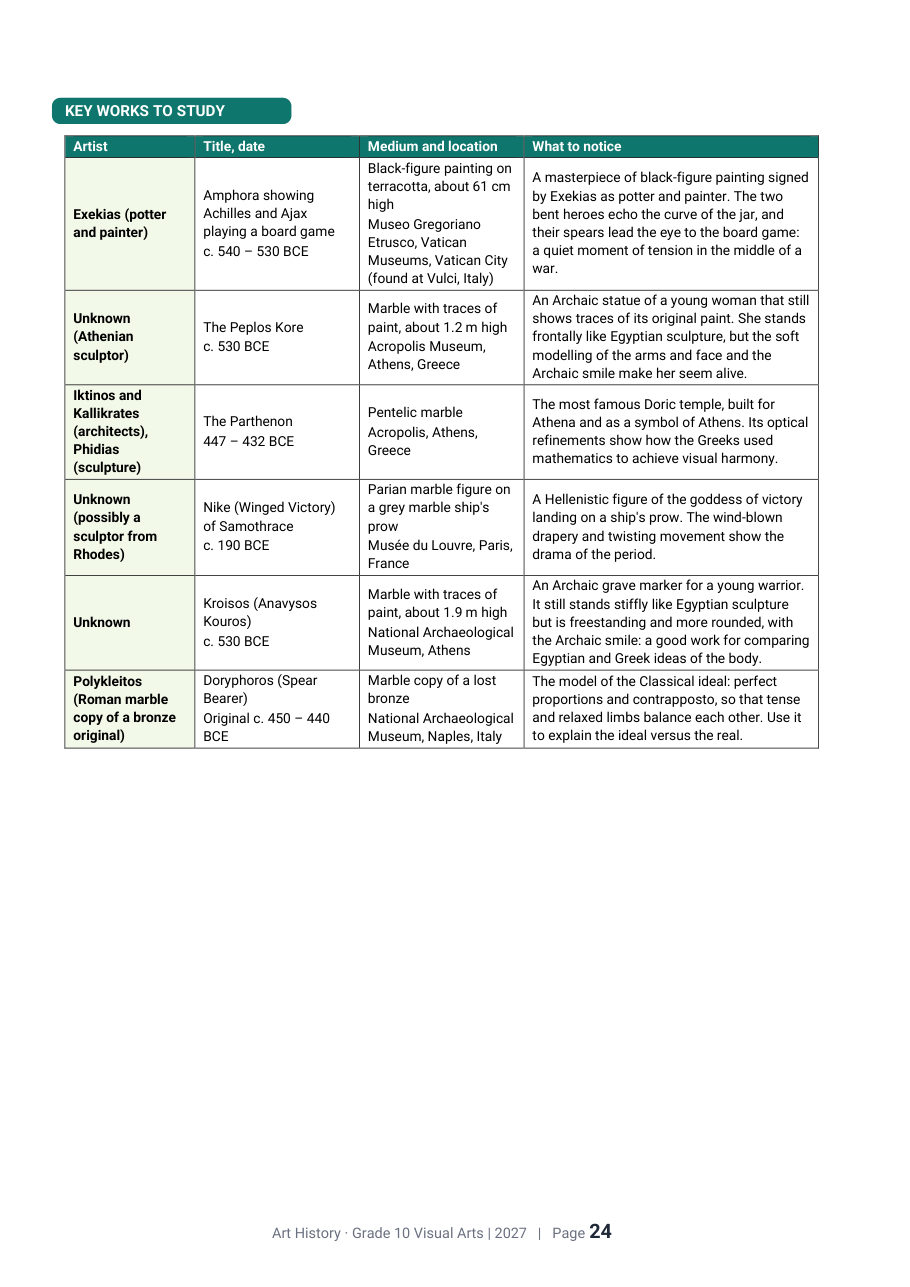 KEY WORKS TO STUDY
Artist
Title, date
Medium and location
What to notice
Exekias (potter
and painter)
Amphora showing
Achilles and Ajax
playing a board game
c. 540 – 530 BCE
Black-figure painting on
terracotta, about 61 cm
high
Museo Gregoriano
Etrusco, Vatican
Museums, Vatican City
(found at Vulci, Italy)
A masterpiece of black-figure painting signed
by Exekias as potter and painter. The two
bent heroes echo the curve of the jar, and
their spears lead the eye to the board game:
a quiet moment of tension in the middle of a
war.
Unknown
(Athenian
sculptor)
The Peplos Kore
c. 530 BCE
Marble with traces of
paint, about 1.2 m high
Acropolis Museum,
Athens, Greece
An Archaic statue of a young woman that still
shows traces of its original paint. She stands
frontally like Egyptian sculpture, but the soft
modelling of the arms and face and the
Archaic smile make her seem alive.
Iktinos and
Kallikrates
(architects),
Phidias
(sculpture)
The Parthenon
447 – 432 BCE
Pentelic marble
Acropolis, Athens,
Greece
The most famous Doric temple, built for
Athena and as a symbol of Athens. Its optical
refinements show how the Greeks used
mathematics to achieve visual harmony.
Unknown
(possibly a
sculptor from
Rhodes)
Nike (Winged Victory)
of Samothrace
c. 190 BCE
Parian marble figure on
a grey marble ship's
prow
Musée du Louvre, Paris,
France
A Hellenistic figure of the goddess of victory
landing on a ship's prow. The wind-blown
drapery and twisting movement show the
drama of the period.
Unknown
Kroisos (Anavysos
Kouros)
c. 530 BCE
Marble with traces of
paint, about 1.9 m high
National Archaeological
Museum, Athens
An Archaic grave marker for a young warrior.
It still stands stiffly like Egyptian sculpture
but is freestanding and more rounded, with
the Archaic smile: a good work for comparing
Egyptian and Greek ideas of the body.
Polykleitos
(Roman marble
copy of a bronze
original)
Doryphoros (Spear
Bearer)
Original c. 450 – 440
BCE
Marble copy of a lost
bronze
National Archaeological
Museum, Naples, Italy
The model of the Classical ideal: perfect
proportions and contrapposto, so that tense
and relaxed limbs balance each other. Use it
to explain the ideal versus the real.
Art History · Grade 10 Visual Arts | 2027 | Page 24